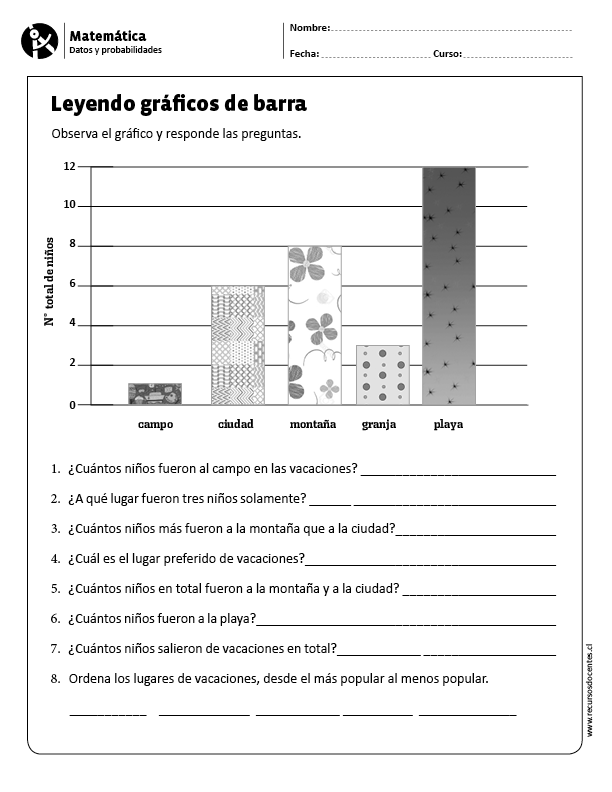 Matemática
Datos y probabilidades
Nombre:
Fecha: Curso:
Leyendo gráficos de barra
Observa el gráfico y responde las preguntas.
N° total de niños
12
10
8
6
4
2
0
campo ciudad montaña granja playa
1. ¿Cuántos niños fueron al campo en las vacaciones?
2. ¿A qué lugar fueron tres niños solamente?
3. ¿Cuántos niños más fueron a la montaña que a la ciudad?
4. ¿Cuál es el lugar preferido de vacaciones?
5. ¿Cuántos niños en total fueron a la montaña y a la ciudad?
6. ¿Cuántos niños fueron a la playa?
7. ¿Cuántos niños salieron de vacaciones en total?
8. Ordena los lugares de vacaciones, desde el más popular al menos popular.
www.recursosdocentes.cl